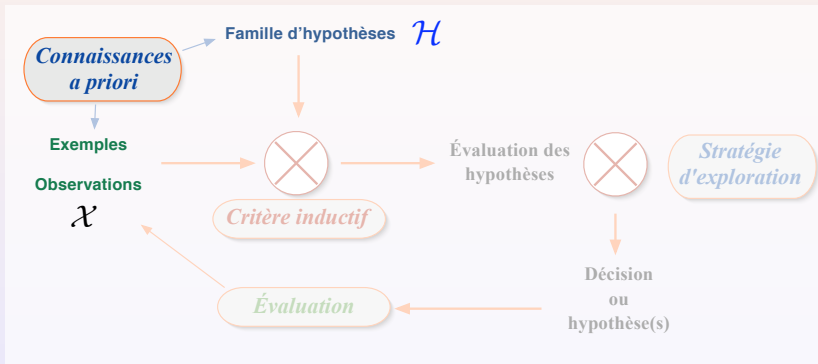 Famille d'hypothèses ℋ
Connaissances
a priori
Exemples
Observations
𝒳
Critère inductif
Évaluation des
hypothèses
Stratégie
d'exploration
Décision
ou
hypothèse(s)
Évaluation